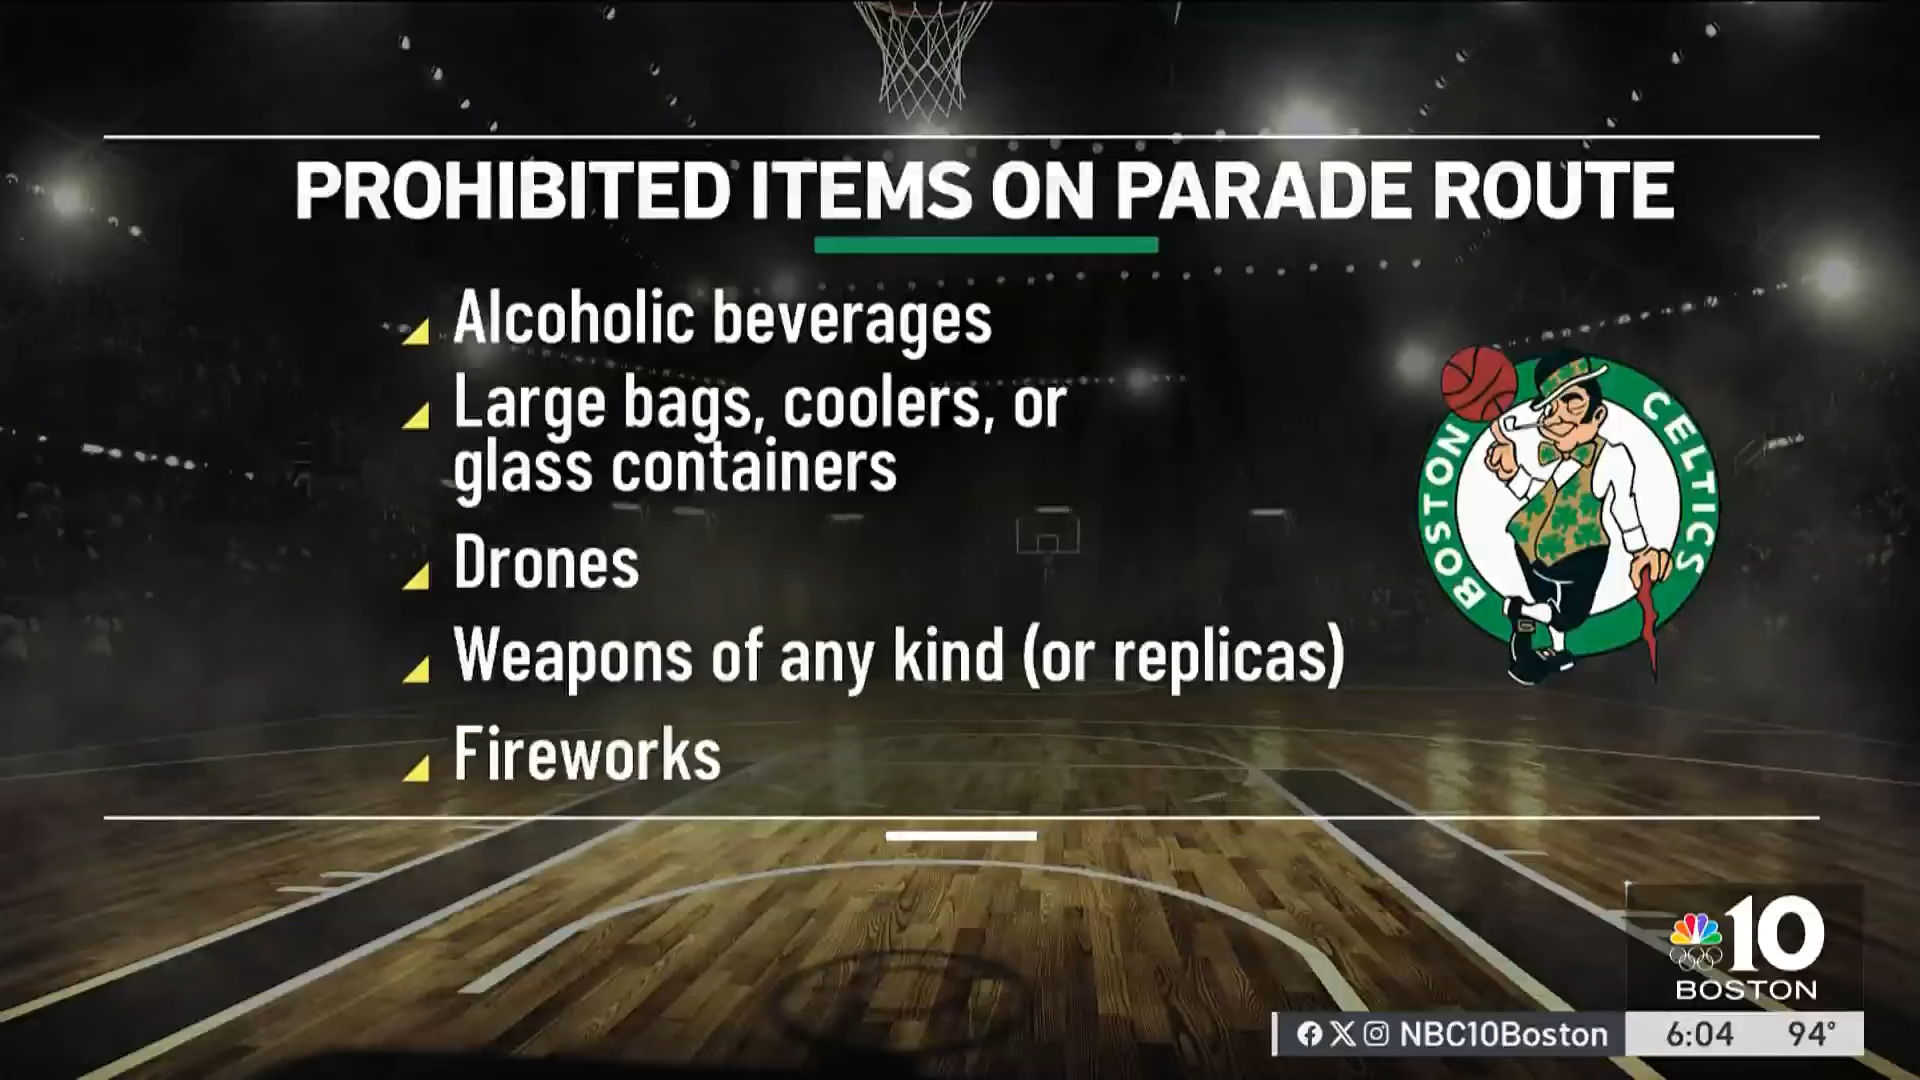 PROHIBITED ITEMS ON PARADE ROUTE
Alcoholic beverages
Large bags, coolers, or
glass containers
Drones
Weapons of any kind (or replicas)
Fireworks
BOSTON CELTICS
10
BOSTON
NBC10Boston
6:04 94°